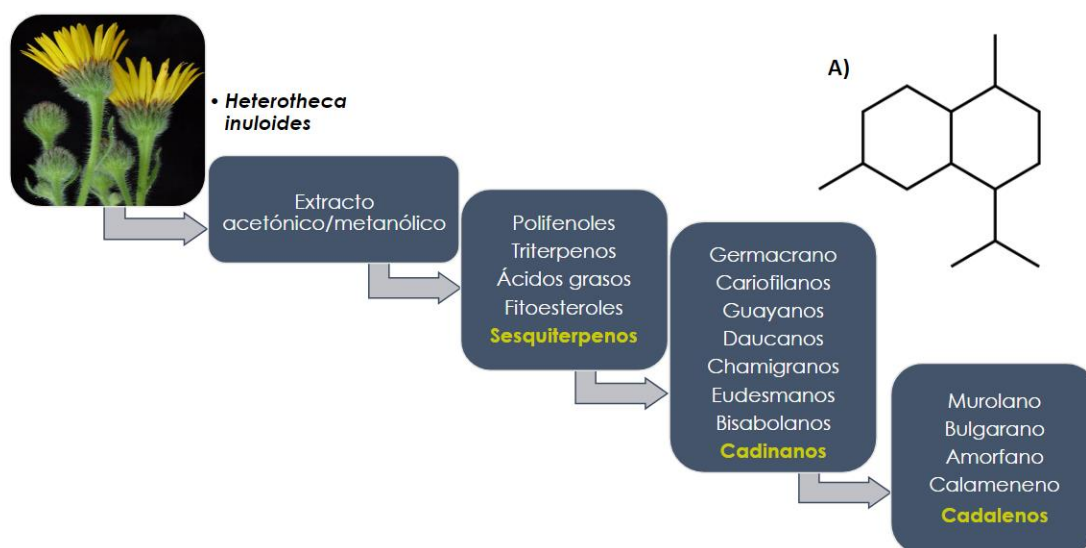 • Heterotheca
inuloides
A)
Extracto
acetónico/metanólico
Polifenoles
Triterpenos
Ácidos grasos
Fitoesteroles
Sesquiterpenos
Germacrano
Cariofilanos
Guayanos
Daucanos
Chamigranos
Eudesmanos
Bisabolanos
Cadinanos
Murolano
Bulgarano
Amorfano
Calameneno
Cadalenos